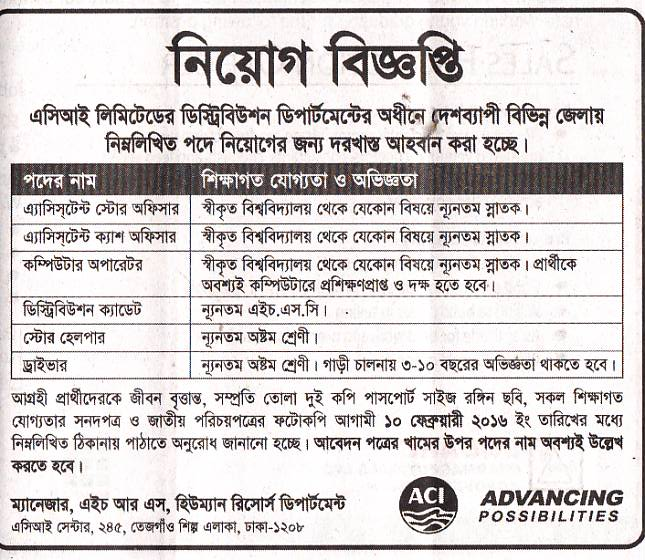 নিয়োগ বিজ্ঞপ্তি
এসিআই লিমিটেডের ডিস্ট্রিবিউশন ডিপার্টমেন্টের অধীনে দেশব্যাপী বিভিন্ন জেলায়
নিম্নলিখিত পদে নিয়োগের জন্য দরখাস্ত আহবান করা হচ্ছে।
পদের নাম শিক্ষাগত যোগ্যতা ও অভিজ্ঞতা
এ্যাসিস্টেন্ট স্টোর অফিসার স্বীকৃত বিশ্ববিদ্যালয় থেকে যেকোন বিষয়ে ন্যূনতম স্নাতক।
এ্যাসিস্টেন্ট ক্যাশ অফিসার স্বীকৃত বিশ্ববিদ্যালয় থেকে যেকোন বিষয়ে ন্যূনতম স্নাতক।
কম্পিউটার অপারেটর স্বীকৃত বিশ্ববিদ্যালয় থেকে যেকোন বিষয়ে ন্যূনতম স্নাতক। প্রার্থীকে
অবশ্যই কম্পিউটারে প্রশিক্ষণপ্রাপ্ত ও দক্ষ হতে হবে।
ডিস্ট্রিবিউশন ক্যাডেট ন্যূনতম এইচ.এস.সি।
স্টোর হেলপার ন্যূনতম অষ্টম শ্রেণী।
ড্রাইভার ন্যূনতম অষ্টম শ্রেণী। গাড়ী চালনায় ৩-১০ বছরের অভিজ্ঞতা থাকতে হবে।
আগ্রহী প্রার্থীদেরকে জীবন বৃত্তান্ত, সম্প্রতি তোলা দুই কপি পাসপোর্ট সাইজ রঙ্গিন ছবি, সকল শিক্ষাগত
যোগ্যতার সনদপত্র ও জাতীয় পরিচয়পত্রের ফটোকপি আগামী ১০ ফেব্রুয়ারী ২০১৬ ইং তারিখের মধ্যে
নিম্নলিখিত ঠিকানায় পাঠাতে অনুরোধ জানানো হচ্ছে। আবেদন পত্রের খামের উপর পদের নাম অবশ্যই উল্লেখ
করতে হবে।
ম্যানেজার, এইচ আর এস, হিউম্যান রিসোর্স ডিপার্টমেন্ট
এসিআই সেন্টার, ২৪৫, তেজগাঁও শিল্প এলাকা, ঢাকা-১২০৮
ACI ADVANCING
POSSIBILITIES